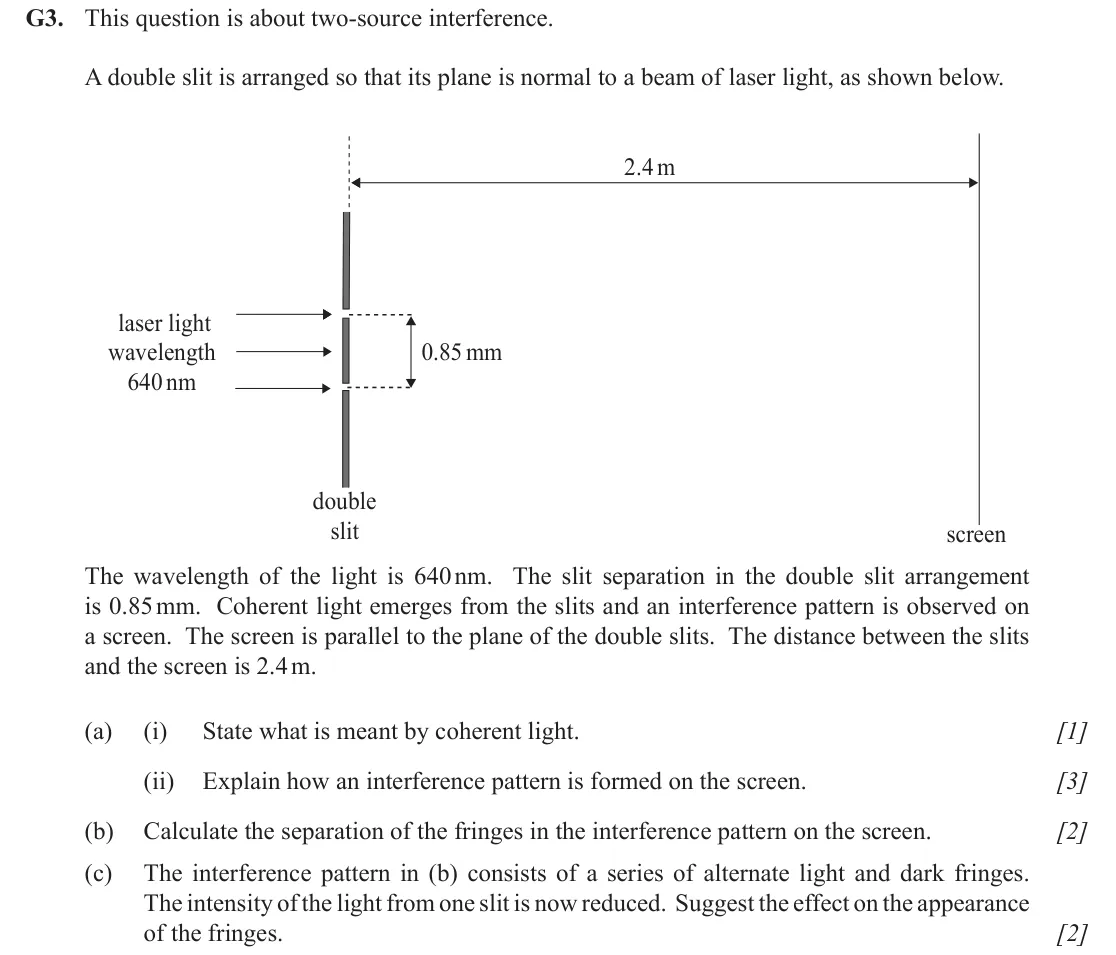 G3. This question is about two-source interference.
A double slit is arranged so that its plane is normal to a beam of laser light, as shown below.
2.4 m
laser light
wavelength
640 nm
0.85 mm
double
slit
screen
The wavelength of the light is 640 nm. The slit separation in the double slit arrangement
is 0.85 mm. Coherent light emerges from the slits and an interference pattern is observed on
a screen. The screen is parallel to the plane of the double slits. The distance between the slits
and the screen is 2.4 m.
(a) (i) State what is meant by coherent light. [1]
(ii) Explain how an interference pattern is formed on the screen. [3]
(b) Calculate the separation of the fringes in the interference pattern on the screen. [2]
(c) The interference pattern in (b) consists of a series of alternate light and dark fringes.
The intensity of the light from one slit is now reduced. Suggest the effect on the appearance
of the fringes. [2]